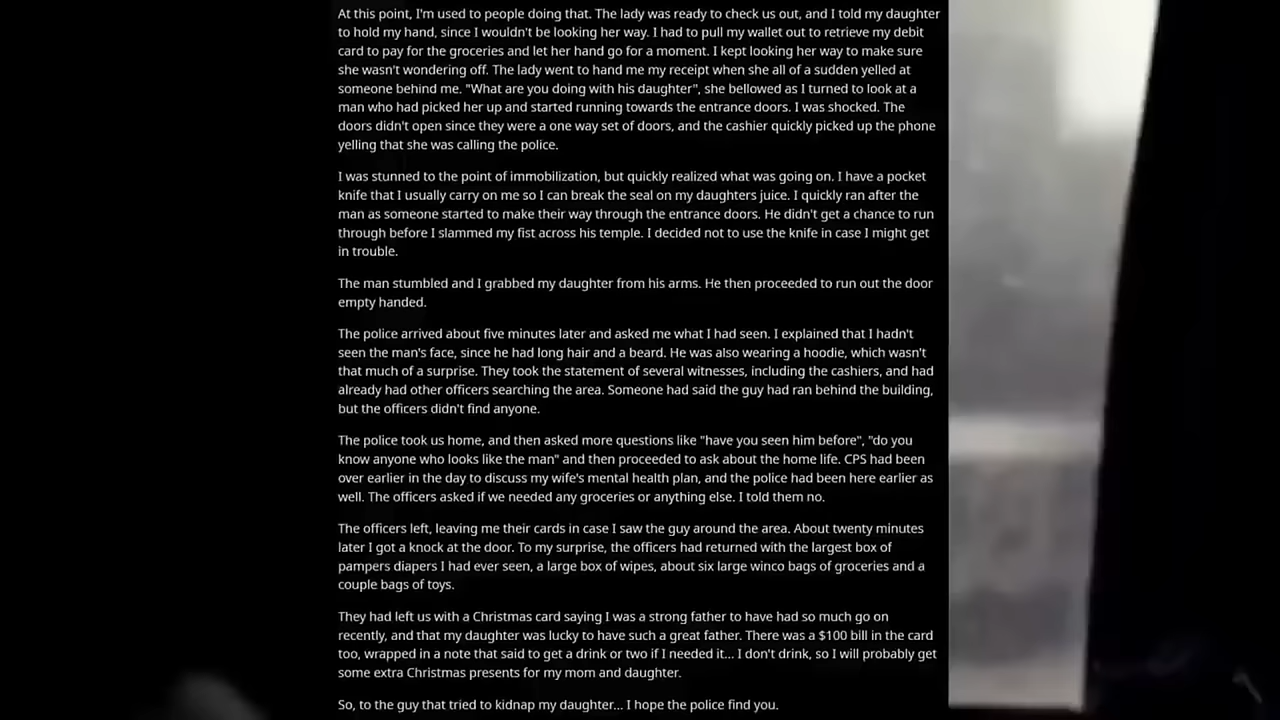 At this point, I'm used to people doing that. The lady was ready to check us out, and I told my daughter
to hold my hand, since I wouldn't be looking her way. I had to pull my wallet out to retrieve my debit
card to pay for the groceries and let her hand go for a moment. I kept looking her way to make sure
she wasn't wondering off. The lady went to hand me my receipt when she all of a sudden yelled at
someone behind me. "What are you doing with his daughter", she bellowed as I turned to look at a
man who had picked her up and started running towards the entrance doors. I was shocked. The
doors didn't open since they were a one way set of doors, and the cashier quickly picked up the phone
yelling that she was calling the police.
I was stunned to the point of immobilization, but quickly realized what was going on. I have a pocket
knife that I usually carry on me so I can break the seal on my daughters juice. I quickly ran after the
man as someone started to make their way through the entrance doors. He didn't get a chance to run
through before I slammed my fist across his temple. I decided not to use the knife in case I might get
in trouble.
The man stumbled and I grabbed my daughter from his arms. He then proceeded to run out the door
empty handed.
The police arrived about five minutes later and asked me what I had seen. I explained that I hadn't
seen the man's face, since he had long hair and a beard. He was also wearing a hoodie, which wasn't
that much of a surprise. They took the statement of several witnesses, including the cashiers, and had
already had other officers searching the area. Someone had said the guy had ran behind the building,
but the officers didn't find anyone.
The police took us home, and then asked more questions like "have you seen him before", "do you
know anyone who looks like the man" and then proceeded to ask about the home life. CPS had been
over earlier in the day to discuss my wife's mental health plan, and the police had been here earlier as
well. The officers asked if we needed any groceries or anything else. I told them no.
The officers left, leaving me their cards in case I saw the guy around the area. About twenty minutes
later I got a knock at the door. To my surprise, the officers had returned with the largest box of
pampers diapers I had ever seen, a large box of wipes, about six large winco bags of groceries and a
couple bags of toys.
They had left us with a Christmas card saying I was a strong father to have had so much go on
recently, and that my daughter was lucky to have such a great father. There was a $100 bill in the card
too, wrapped in a note that said to get a drink or two if I needed it... I don't drink, so I will probably get
some extra Christmas presents for my mom and daughter.
So, to the guy that tried to kidnap my daughter... I hope the police find you.